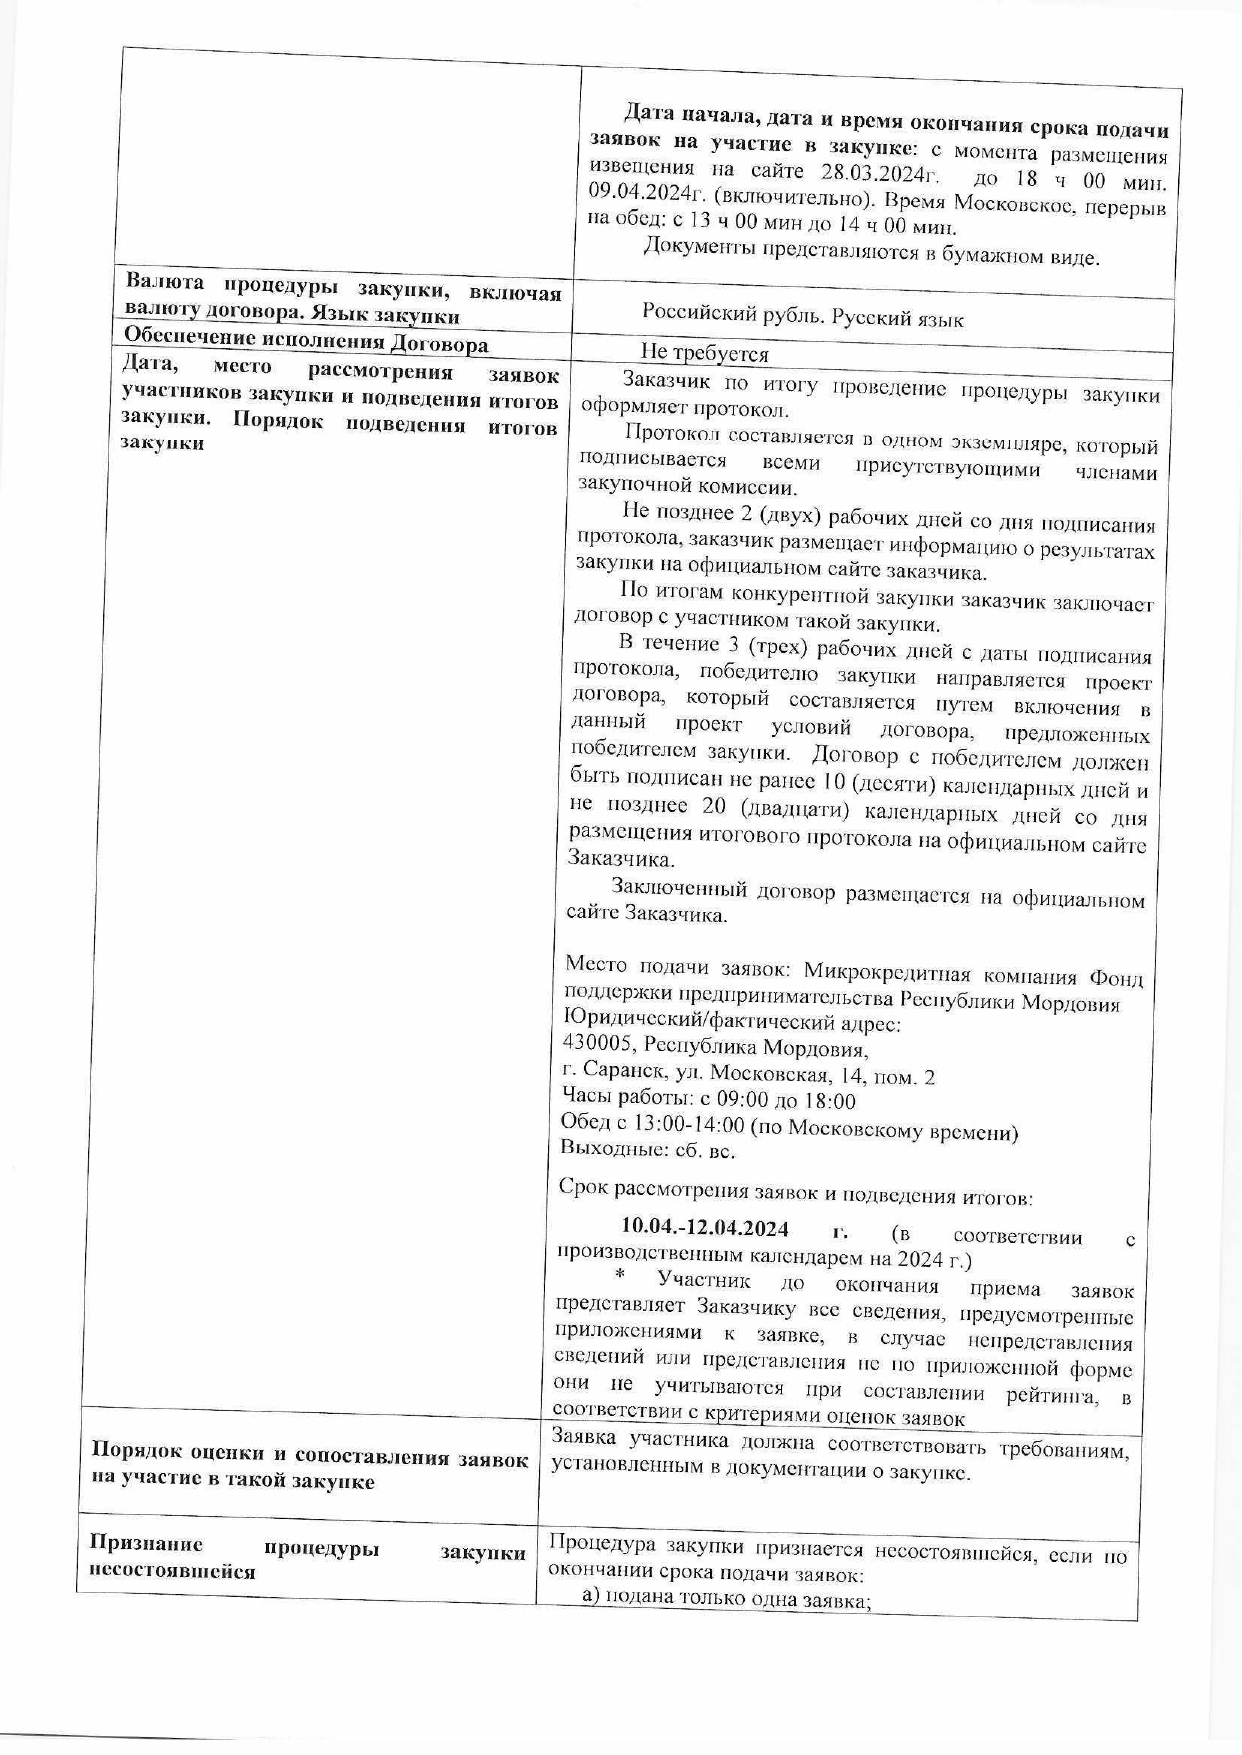 Дата начала, дата и время окончания срока подачи
заявок на участие в закупке: с момента размещения
извещения на сайте 28.03.2024г. до 18 ч 00 мин.
09.04.2024г. (включительно). Время Московское, перерыв
на обед: с 13 ч 00 мин до 14 ч 00 мин.
Документы представляются в бумажном виде.
Валюта процедуры закупки, включая
валюту договора. Язык закупки
Российский рубль. Русский язык
Обеспечение исполнения Договора
Не требуется
Дата, место рассмотрения заявок
участников закупки и подведения итогов
закупки. Порядок подведения итогов
закупки
Заказчик по итогу проведение процедуры закупки
оформляет протокол.
Протокол составляется в одном экземпляре, который
подписывается всеми присутствующими членами
закупочной комиссии.
Не позднее 2 (двух) рабочих дней со дня подписания
протокола, заказчик размещает информацию о результатах
закупки на официальном сайте заказчика.
По итогам конкурентной закупки заказчик заключает
договор с участником такой закупки.
В течение 3 (трех) рабочих дней с даты подписания
протокола, победителю закупки направляется проект
договора, который составляется путем включения в
данный проект условий договора, предложенных
победителем закупки. Договор с победителем должен
быть подписан не ранее 10 (десяти) календарных дней и
не позднее 20 (двадцати) календарных дней со дня
размещения итогового протокола на официальном сайте
Заказчика.
Заключенный договор размещается на официальном
сайте Заказчика.
Место подачи заявок: Микрокредитная компания Фонд
поддержки предпринимательства Республики Мордовия
Юридический/фактический адрес:
430005, Республика Мордовия,
г. Саранск, ул. Московская, 14, пом. 2
Часы работы: с 09:00 до 18:00
Обед с 13:00-14:00 (по Московскому времени)
Выходные: сб. вс.
Срок рассмотрения заявок и подведения итогов:
10.04.-12.04.2024 г. (в соответствии с
производственным календарем на 2024 г.)
* Участник до окончания приема заявок
представляет Заказчику все сведения, предусмотренные
приложениями к заявке, в случае непредставления
сведений или представления не по приложенной форме
они не учитываются при составлении рейтинга, в
соответствии с критериями оценок заявок
Порядок оценки и сопоставления заявок
на участие в такой закупке
Заявка участника должна соответствовать требованиям,
установленным в документации о закупке.
Признание процедуры закупки
несостоявшейся
Процедура закупки признается несостоявшейся, если по
окончании срока подачи заявок:
а) подана только одна заявка;